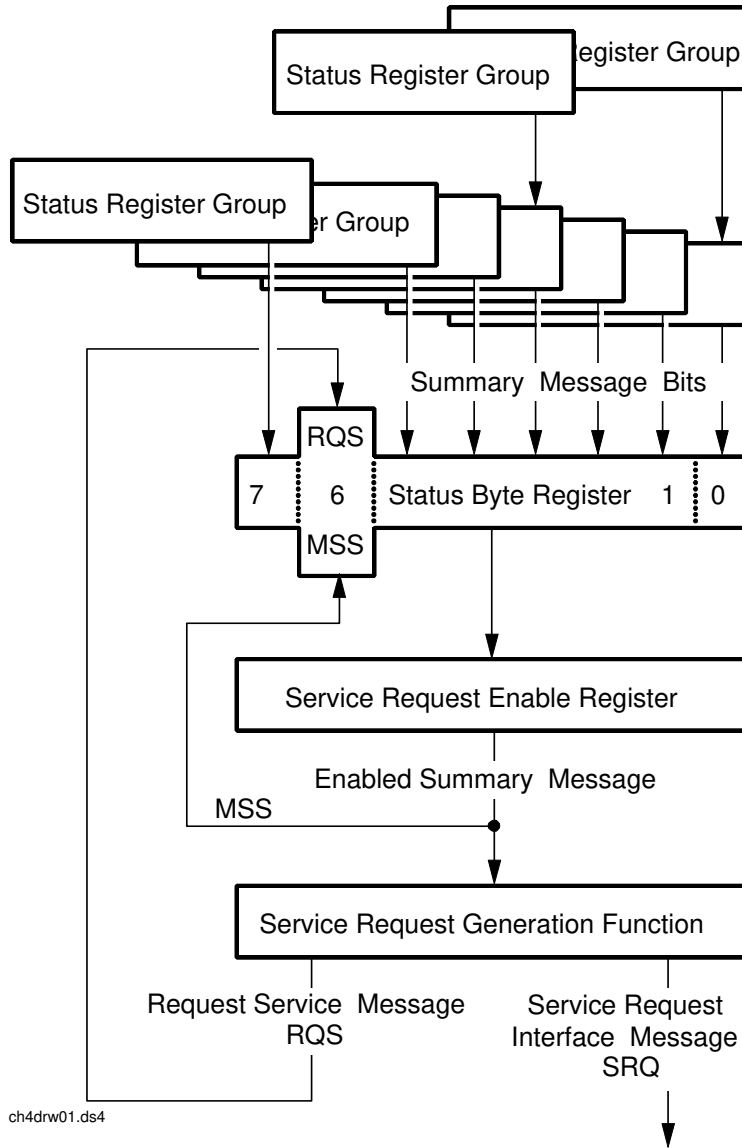 Register Group
Status Register Group
Status Register Group
er Group
Summary Message Bits
RQS
7 6 Status Byte Register 1 0
MSS
Service Request Enable Register
Enabled Summary Message
MSS
Service Request Generation Function
Request Service Message
RQS
Service Request
Interface Message
SRQ
ch4drw01.ds4